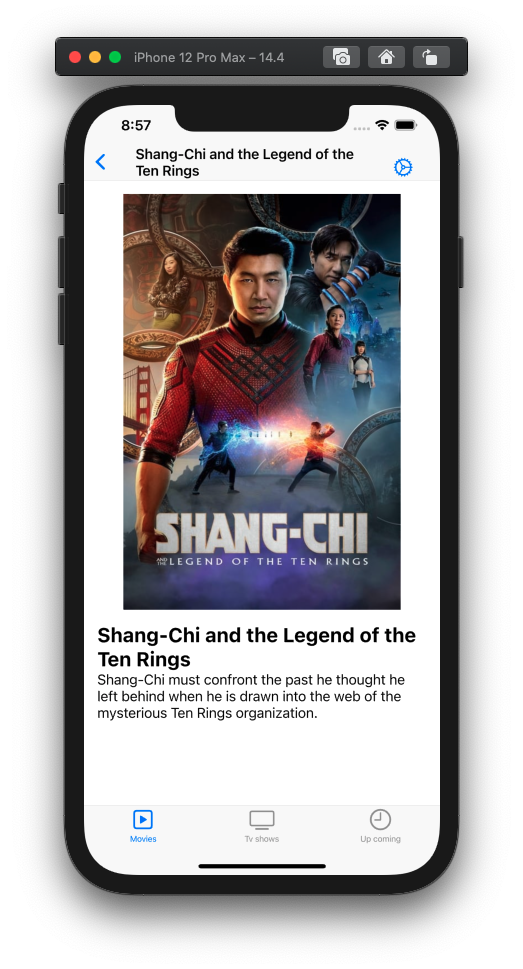 iPhone 12 Pro Max – 14.4
8:57
Shang-Chi and the Legend of the
Ten Rings
SHANG-CHI
AND THE LEGEND OF THE TEN RINGS
Shang-Chi and the Legend of the
Ten Rings
Shang-Chi must confront the past he thought he
left behind when he is drawn into the web of the
mysterious Ten Rings organization.
Movies
Tv shows
Up coming